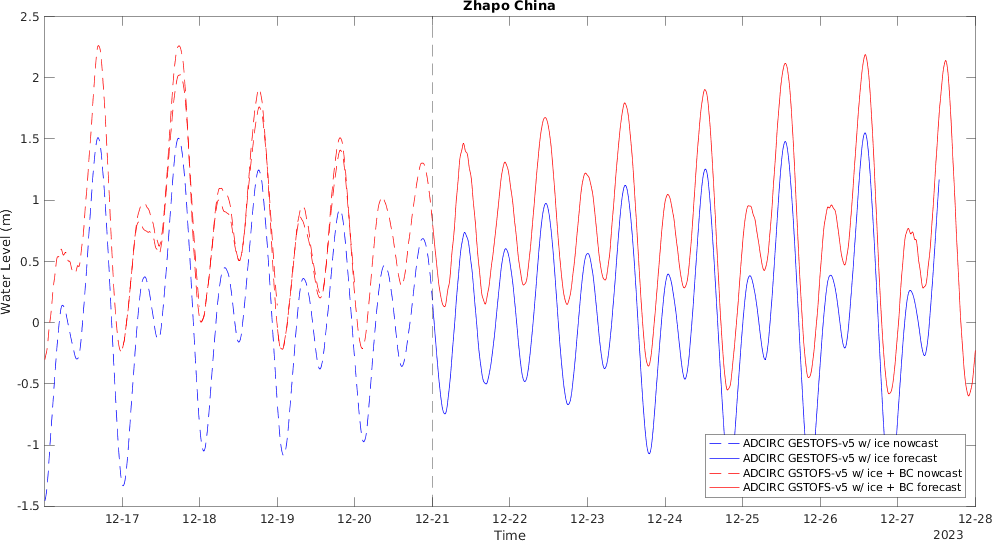 Zhapo China
2.5
2
1.5
1
0.5
0
-0.5
-1
-1.5
Water Level (m)
ADCIRC GESTOFS-v5 w/ ice nowcast
ADCIRC GESTOFS-v5 w/ ice forecast
ADCIRC GSTOFS-v5 w/ ice + BC nowcast
ADCIRC GSTOFS-v5 w/ ice + BC forecast
12-17 12-18 12-19 12-20 12-21 12-22 12-23 12-24 12-25 12-26 12-27 12-28
Time
2023